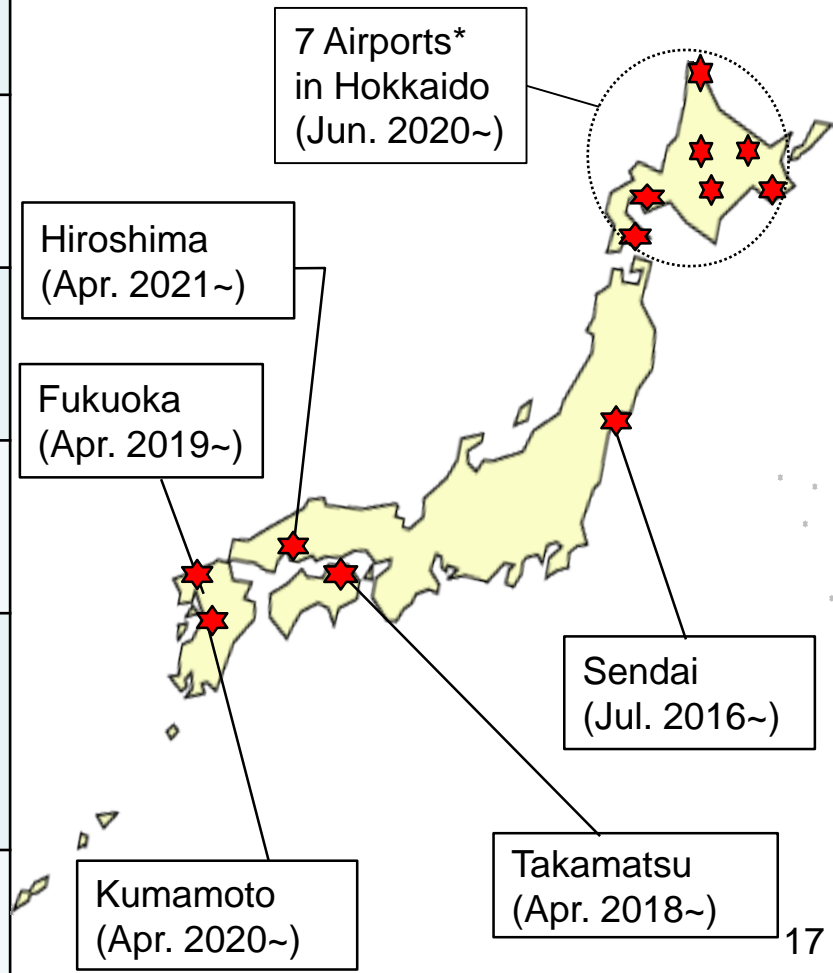 7 Airports*
in Hokkaido
(Jun. 2020~)
Hiroshima
(Apr. 2021~)
Fukuoka
(Apr. 2019~)
Sendai
(Jul. 2016~)
Takamatsu
(Apr. 2018~)
Kumamoto
(Apr. 2020~)
17